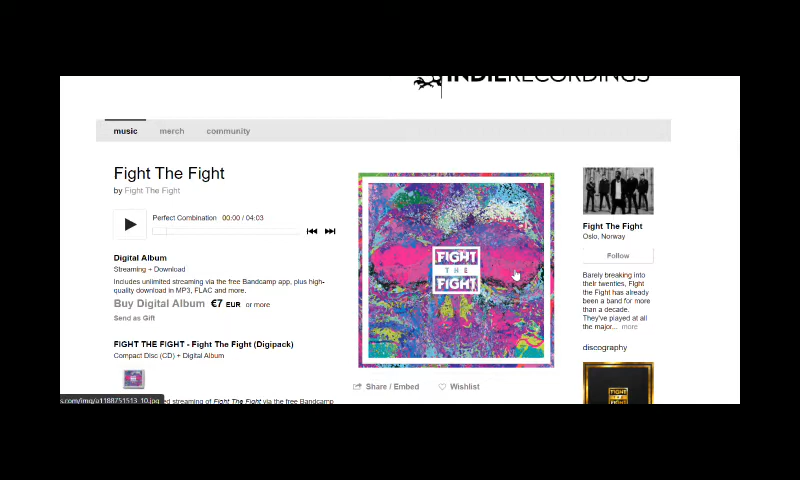 INDIERECORDINGS
music merch community
Fight The Fight
by Fight The Fight
Perfect Combination 00:00 / 04:03
Digital Album
Streaming + Download
Includes unlimited streaming via the free Bandcamp app, plus high-
quality download in MP3, FLAC and more.
Buy Digital Album €7 EUR or more
Send as Gift
FIGHT THE FIGHT - Fight The Fight (Digipack)
Compact Disc (CD) + Digital Album
ed streaming of Fight The Fight via the free Bandcamp
s.com/img/a1188751513_10.jpg
FIGHT
THE
FIGHT
Share / Embed Wishlist
Fight The Fight
Oslo, Norway
Follow
Barely breaking into
their twenties, Fight
the Fight has already
been a band for more
than a decade.
They've played at all
the major... more
discography